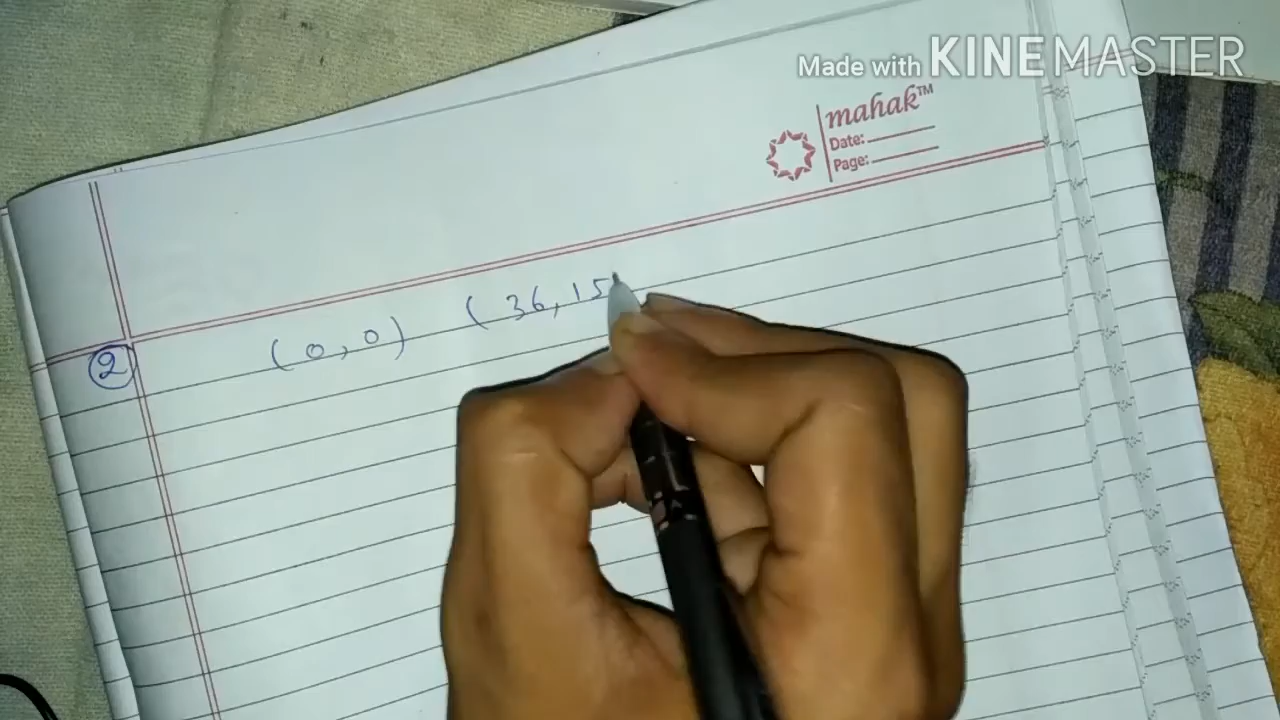 Made with KINEMASTER
mahak™
Date:
Page:
② (0,0) (36,15